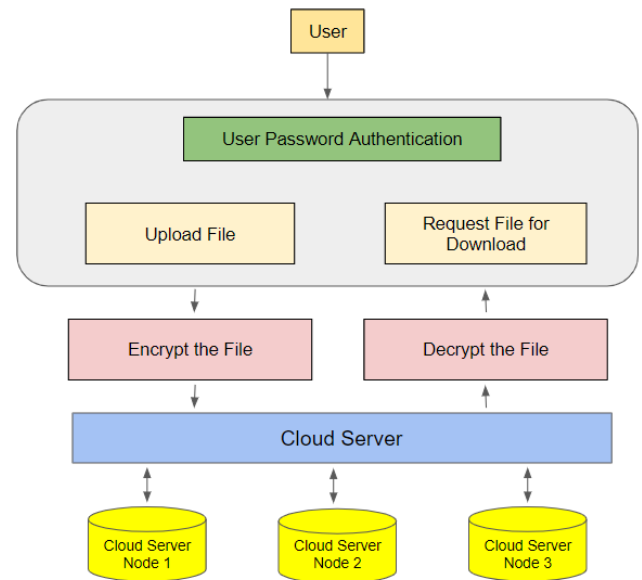 User
User Password Authentication
Upload File
Request File for
Download
Encrypt the File
Decrypt the File
Cloud Server
Cloud Server
Node 1
Cloud Server
Node 2
Cloud Server
Node 3